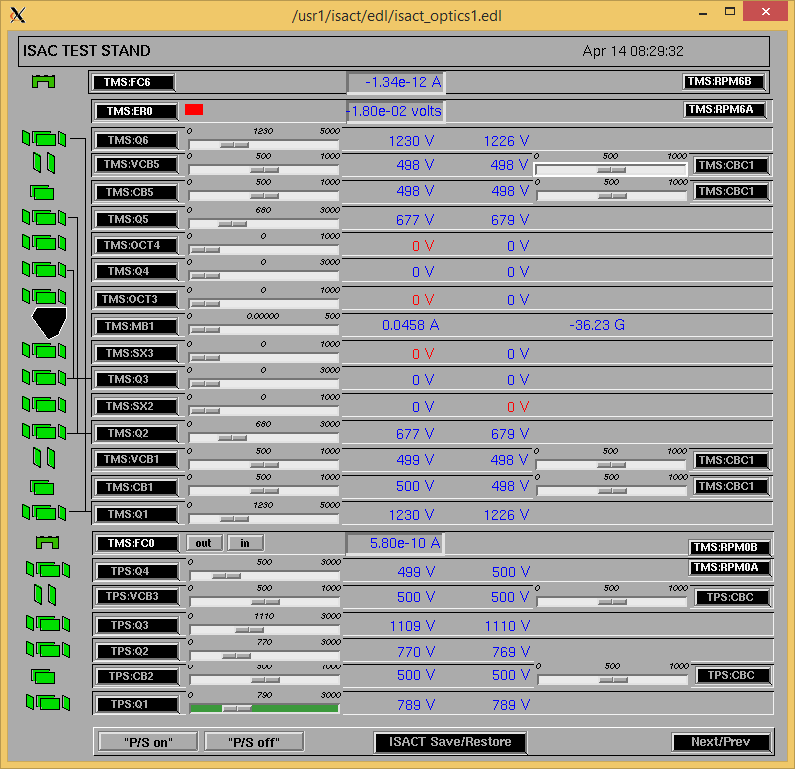 /usr1/isact/edl/isact_optics1.edl
ISAC TEST STAND Apr 14 08:29:32
TMS:FC6 -1.34e-12 A TMS:RPM6B
TMS:ER0 -1.80e-02 volts TMS:RPM6A
TMS:Q6 0 1230 5000 1230 V 1226 V
TMS:VCB5 0 500 1000 498 V 498 V 0 500 1000 TMS:CBC1
TMS:CB5 0 500 1000 498 V 498 V 0 500 1000 TMS:CBC1
TMS:Q5 0 680 3000 677 V 679 V
TMS:OCT4 0 0 1000 0 V 0 V
TMS:Q4 0 0 3000 0 V 0 V
TMS:OCT3 0 0 1000 0 V 0 V
TMS:MB1 0 0.00000 500 0.0458 A -36.23 G
TMS:SX3 0 0 1000 0 V 0 V
TMS:Q3 0 0 3000 0 V 0 V
TMS:SX2 0 0 1000 0 V 0 V
TMS:Q2 0 680 3000 677 V 679 V
TMS:VCB1 0 500 1000 499 V 498 V 0 500 1000 TMS:CBC1
TMS:CB1 0 500 1000 500 V 498 V 0 500 1000 TMS:CBC1
TMS:Q1 0 1230 5000 1230 V 1226 V
TMS:FC0 out in 5.80e-10 A TMS:RPM0B
TPS:Q4 0 500 3000 499 V 500 V TMS:RPM0A
TPS:VCB3 0 500 1000 500 V 500 V 0 500 1000 TPS:CBC
TPS:Q3 0 1110 3000 1109 V 1110 V
TPS:Q2 0 770 3000 770 V 769 V
TPS:CB2 0 500 1000 500 V 500 V 0 500 1000 TPS:CBC
TPS:Q1 0 790 3000 789 V 789 V
"P/S on" "P/S off" ISACT Save/Restore Next/Prev